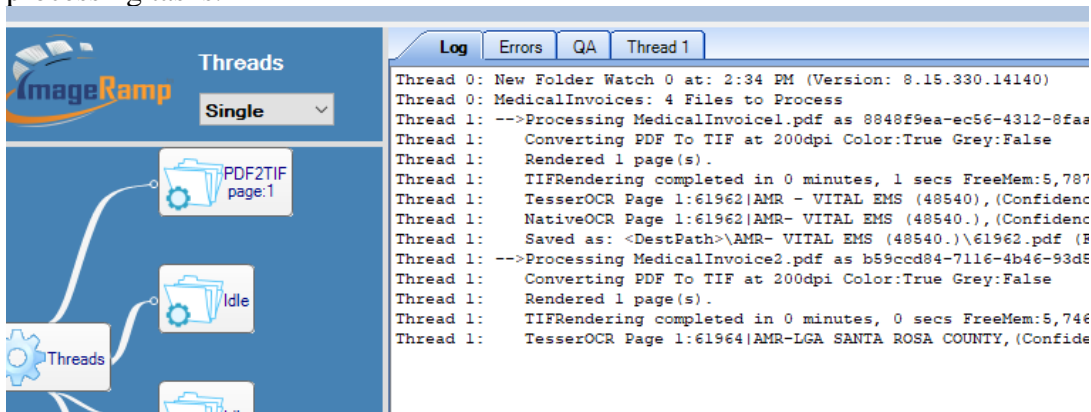 processing tasks.
ImageRamp
Threads
Single
Log Errors QA Thread 1
Thread 0: New Folder Watch 0 at: 2:34 PM (Version: 8.15.330.14140)
Thread 0: MedicalInvoices: 4 Files to Process
Thread 1: -->Processing MedicalInvoice1.pdf as 8848f9ea-ec56-4312-8faa
Thread 1: Converting PDF To TIF at 200dpi Color:True Grey:False
Thread 1: Rendered 1 page(s).
Thread 1: TIFRendering completed in 0 minutes, 1 secs FreeMem:5,787
Thread 1: TesserOCR Page 1:61962|AMR - VITAL EMS (48540),(Confidenc
Thread 1: NativeOCR Page 1:61962|AMR- VITAL EMS (48540.),(Confidenc
Thread 1: Saved as: <DestPath>\AMR- VITAL EMS (48540.)\61962.pdf
Thread 1: -->Processing MedicalInvoice2.pdf as b59ccd84-7116-4b46-93d5
Thread 1: Converting PDF To TIF at 200dpi Color:True Grey:False
Thread 1: Rendered 1 page(s).
Thread 1: TIFRendering completed in 0 minutes, 0 secs FreeMem:5,746
Thread 1: TesserOCR Page 1:61964|AMR-LGA SANTA ROSA COUNTY,(Confide
PDF2TIF
page:1
Idle
Threads